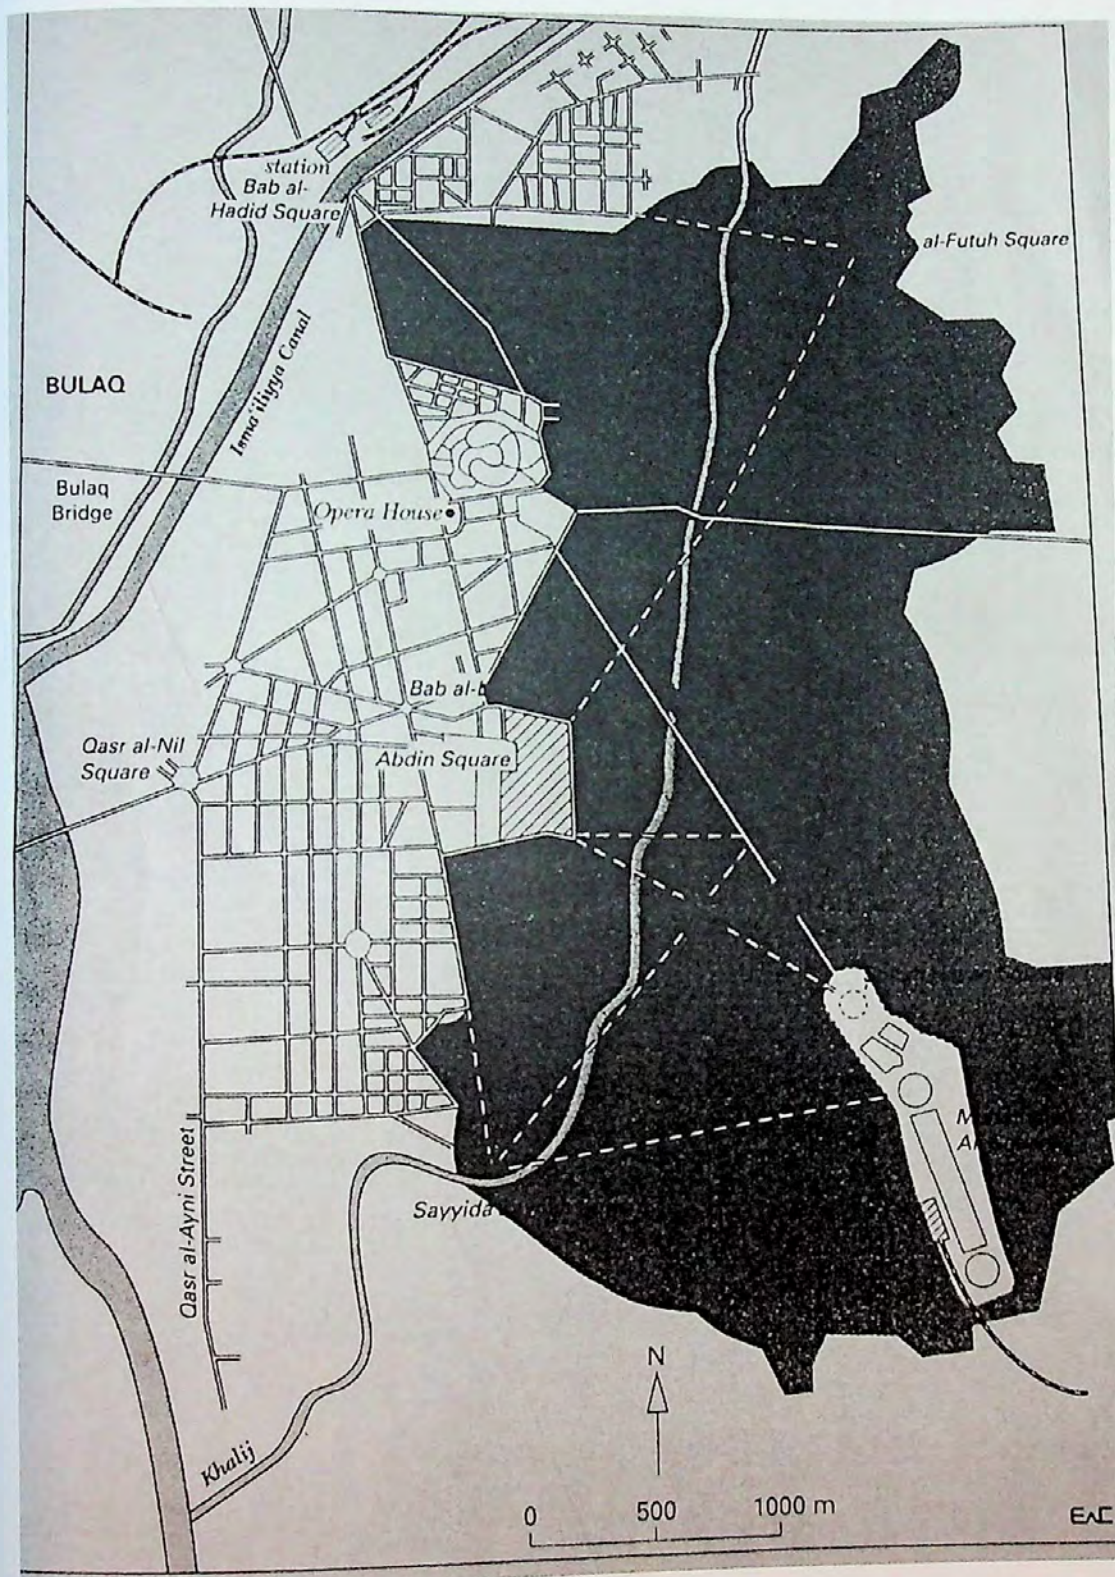 station
Bab al-
Hadid Square
al-Futuh Square
Isma'iliyya Canal
BULAQ
Bulaq
Bridge
Opera House
Bab al-
Qasr al-Nil
Square
Abdin Square
Qasr al-Ayni Street
Sayyida
Khalij
N
0 500 1000 m